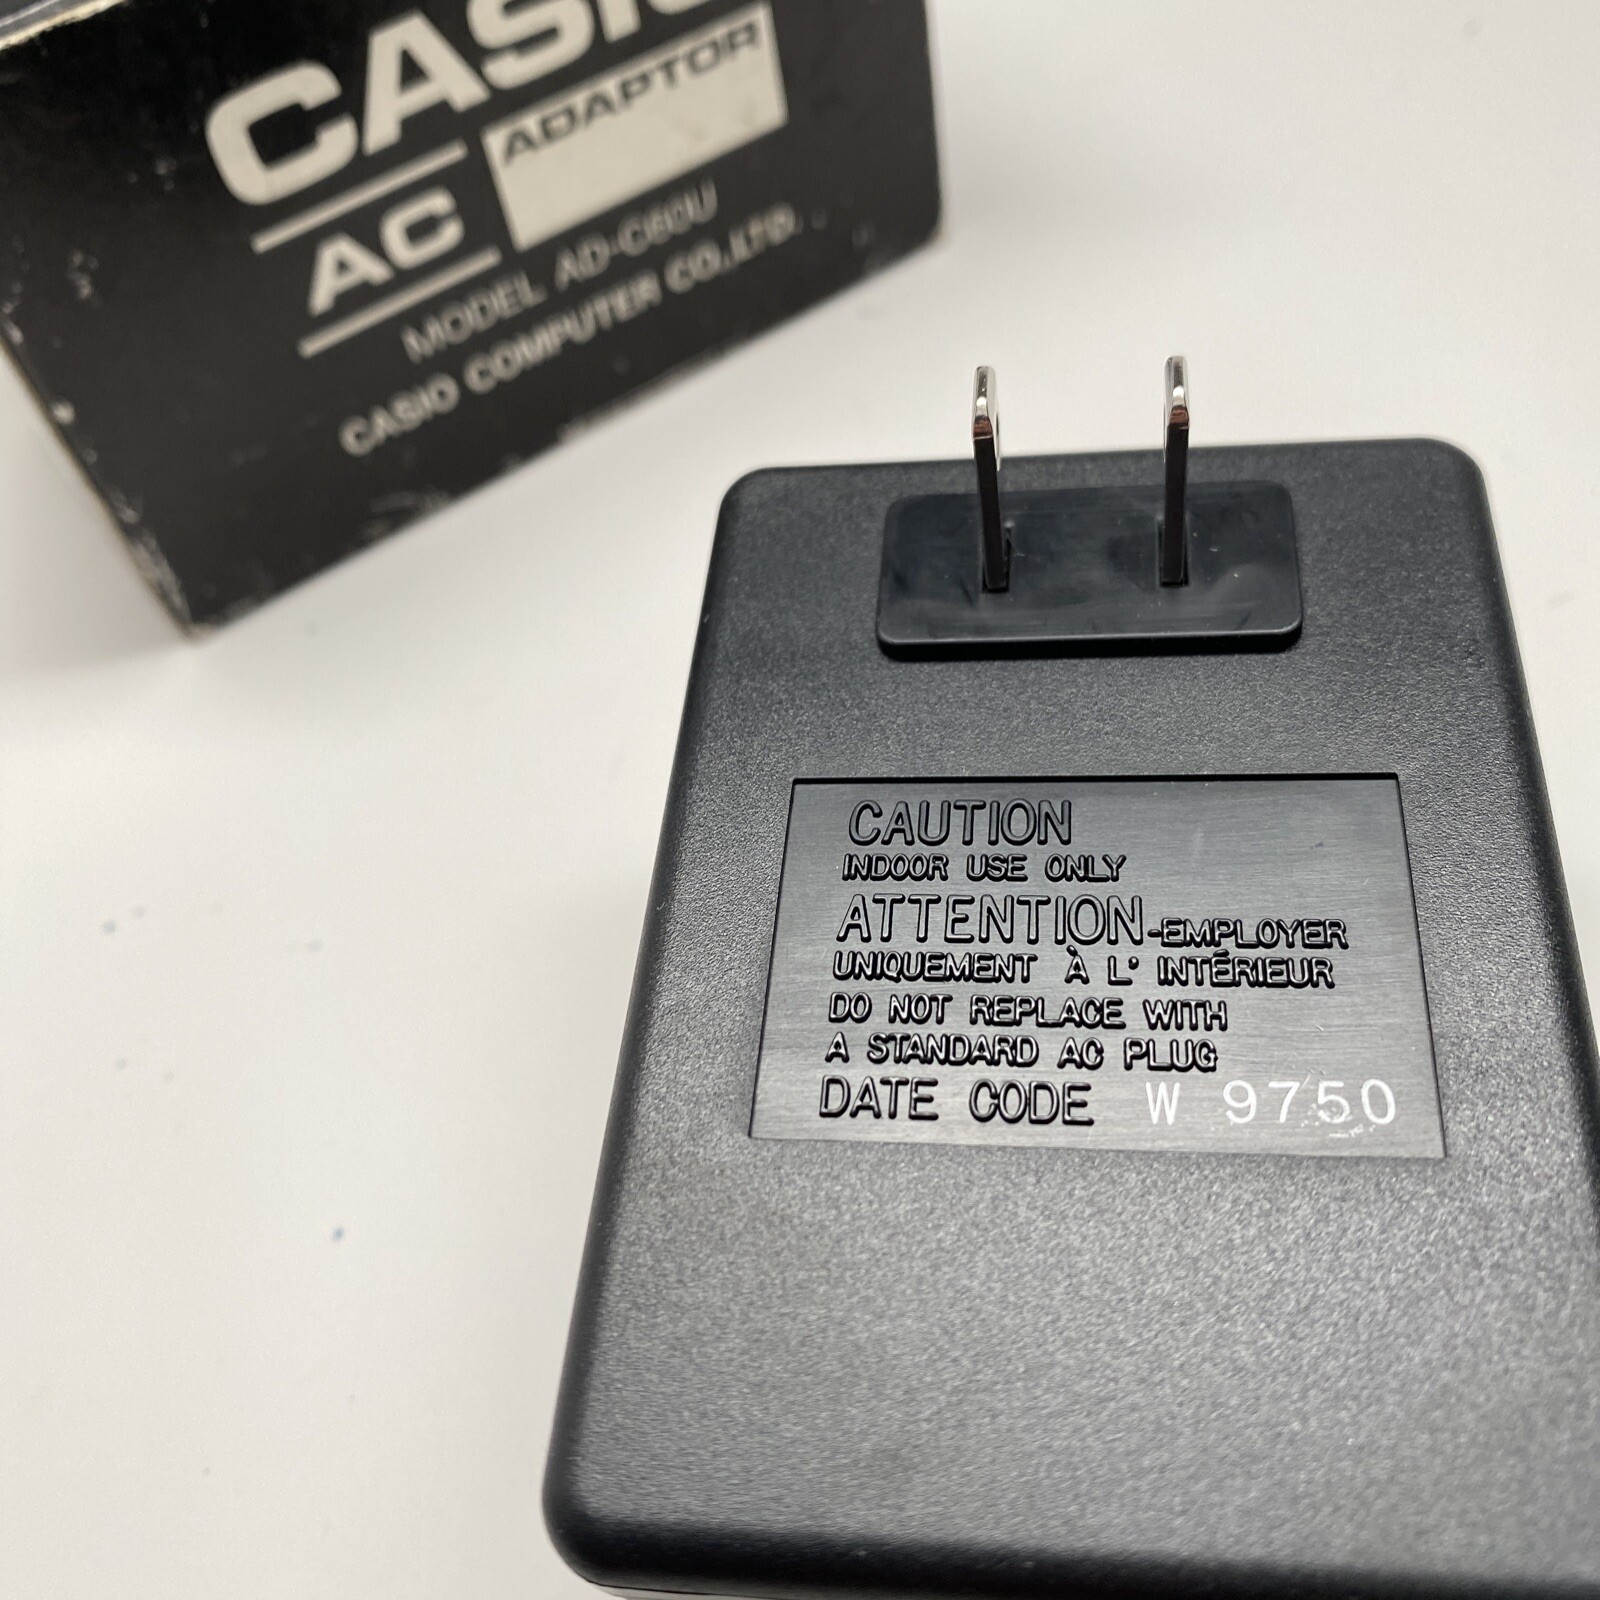 CASIO
AC ADAPTOR
MODEL AD-C60U
CASIO COMPUTER CO.,LTD.
CAUTION
INDOOR USE ONLY
ATTENTION-EMPLOYER
UNIQUEMENT À L' INTÉRIEUR
DO NOT REPLACE WITH
A STANDARD AC PLUG
DATE CODE W 9750